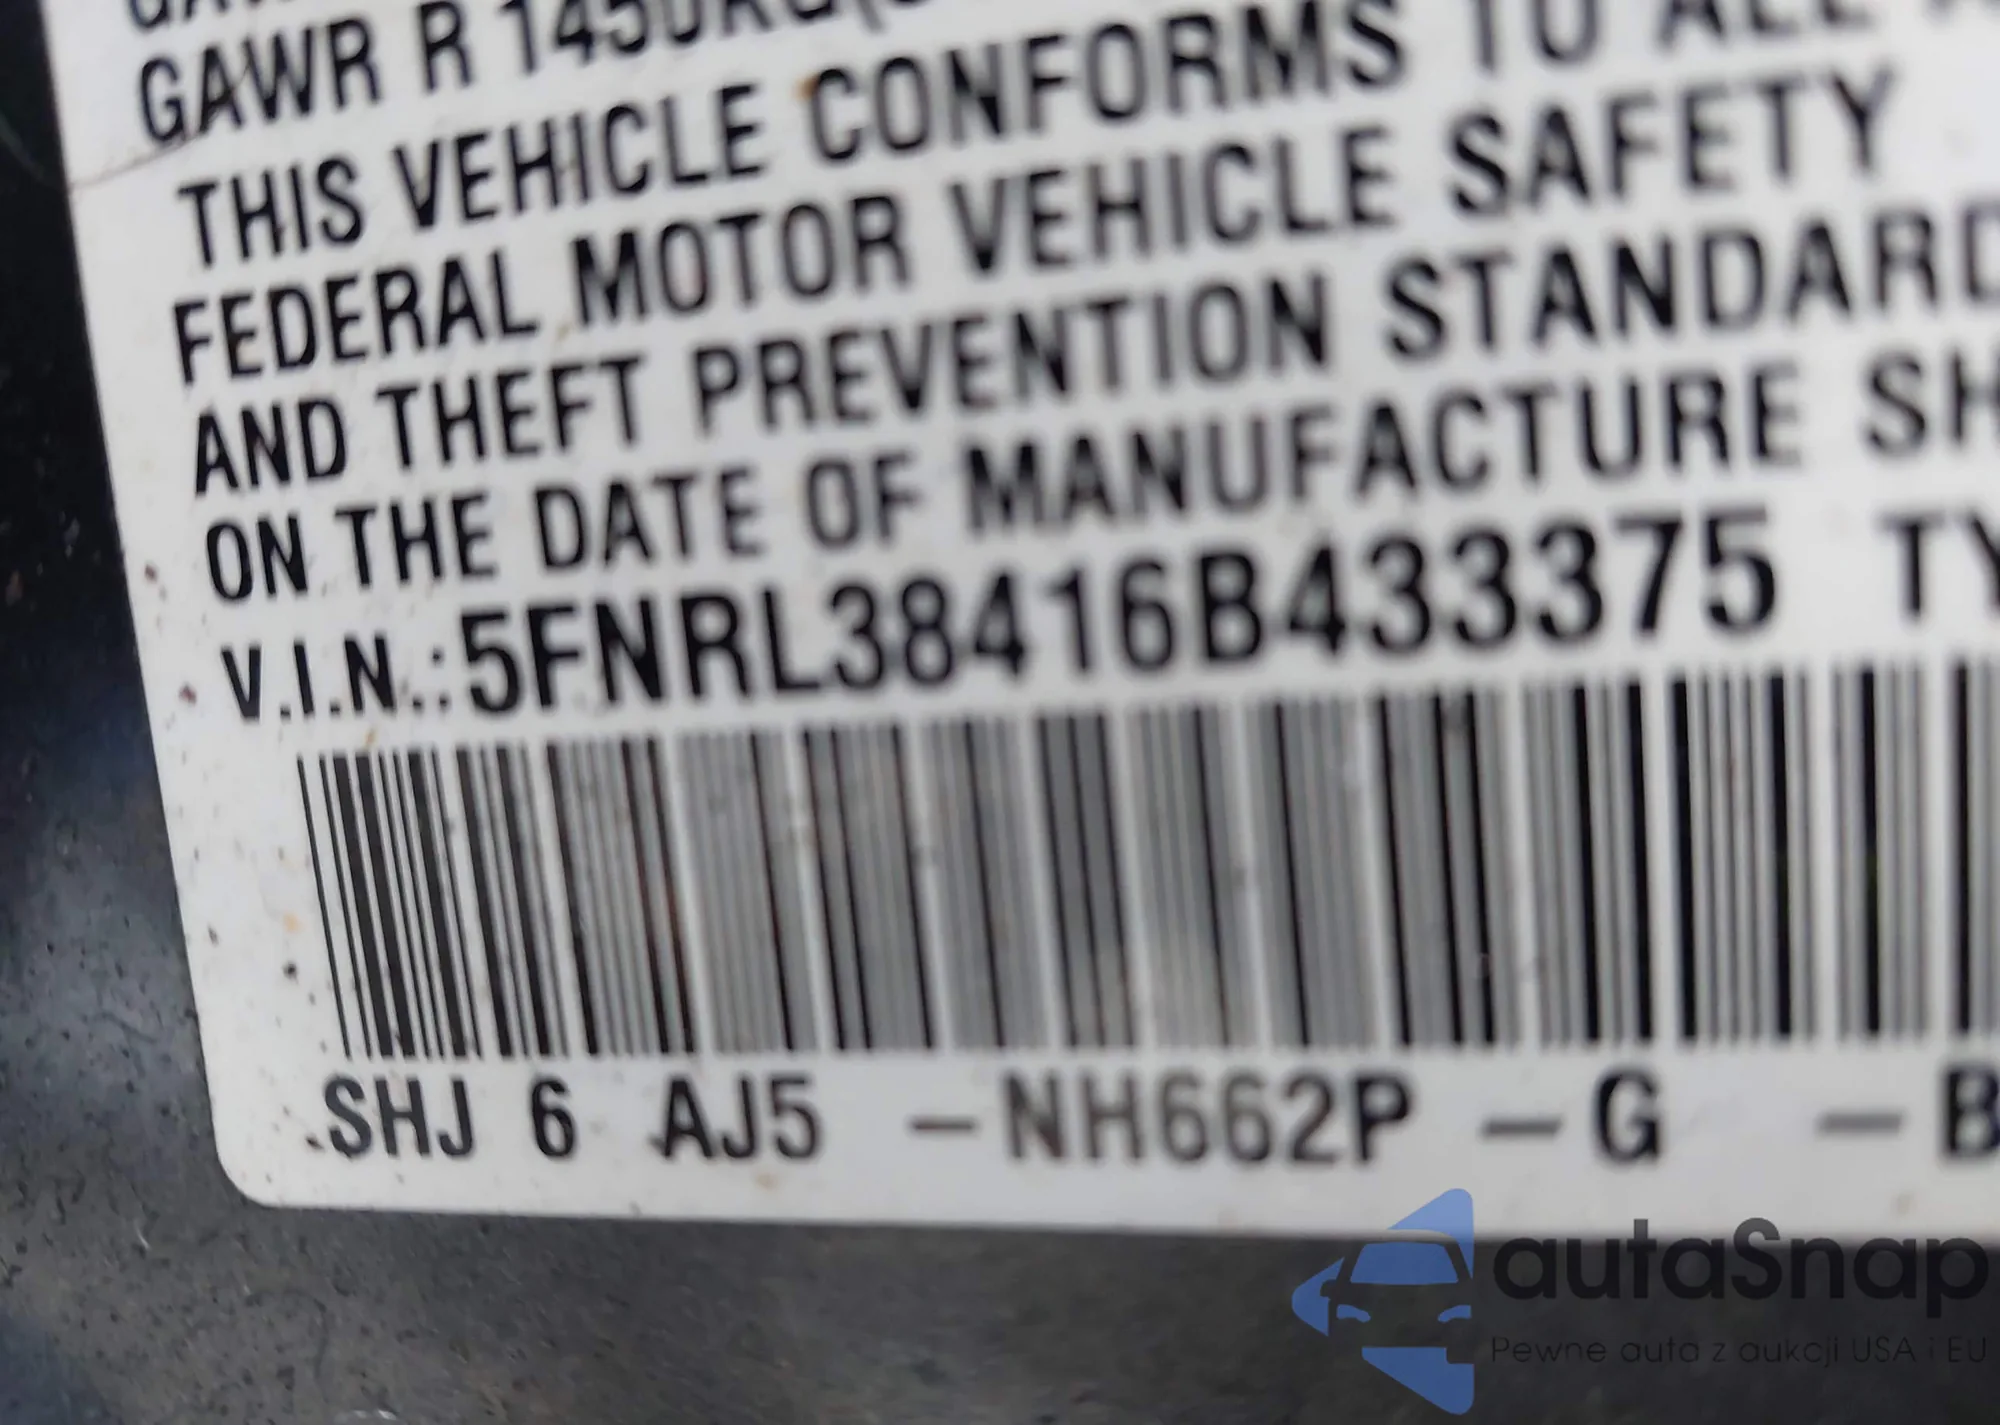 GAWR R 1450KG(
THIS VEHICLE CONFORMS TO ALL A
FEDERAL MOTOR VEHICLE SAFETY
AND THEFT PREVENTION STANDARD
ON THE DATE OF MANUFACTURE SH
V.I.N.:5FNRL38416B433375 TY
SHJ 6 AJ5 -NH662P -G -B
autaSnap
Pewne auta z aukcji USA i EU